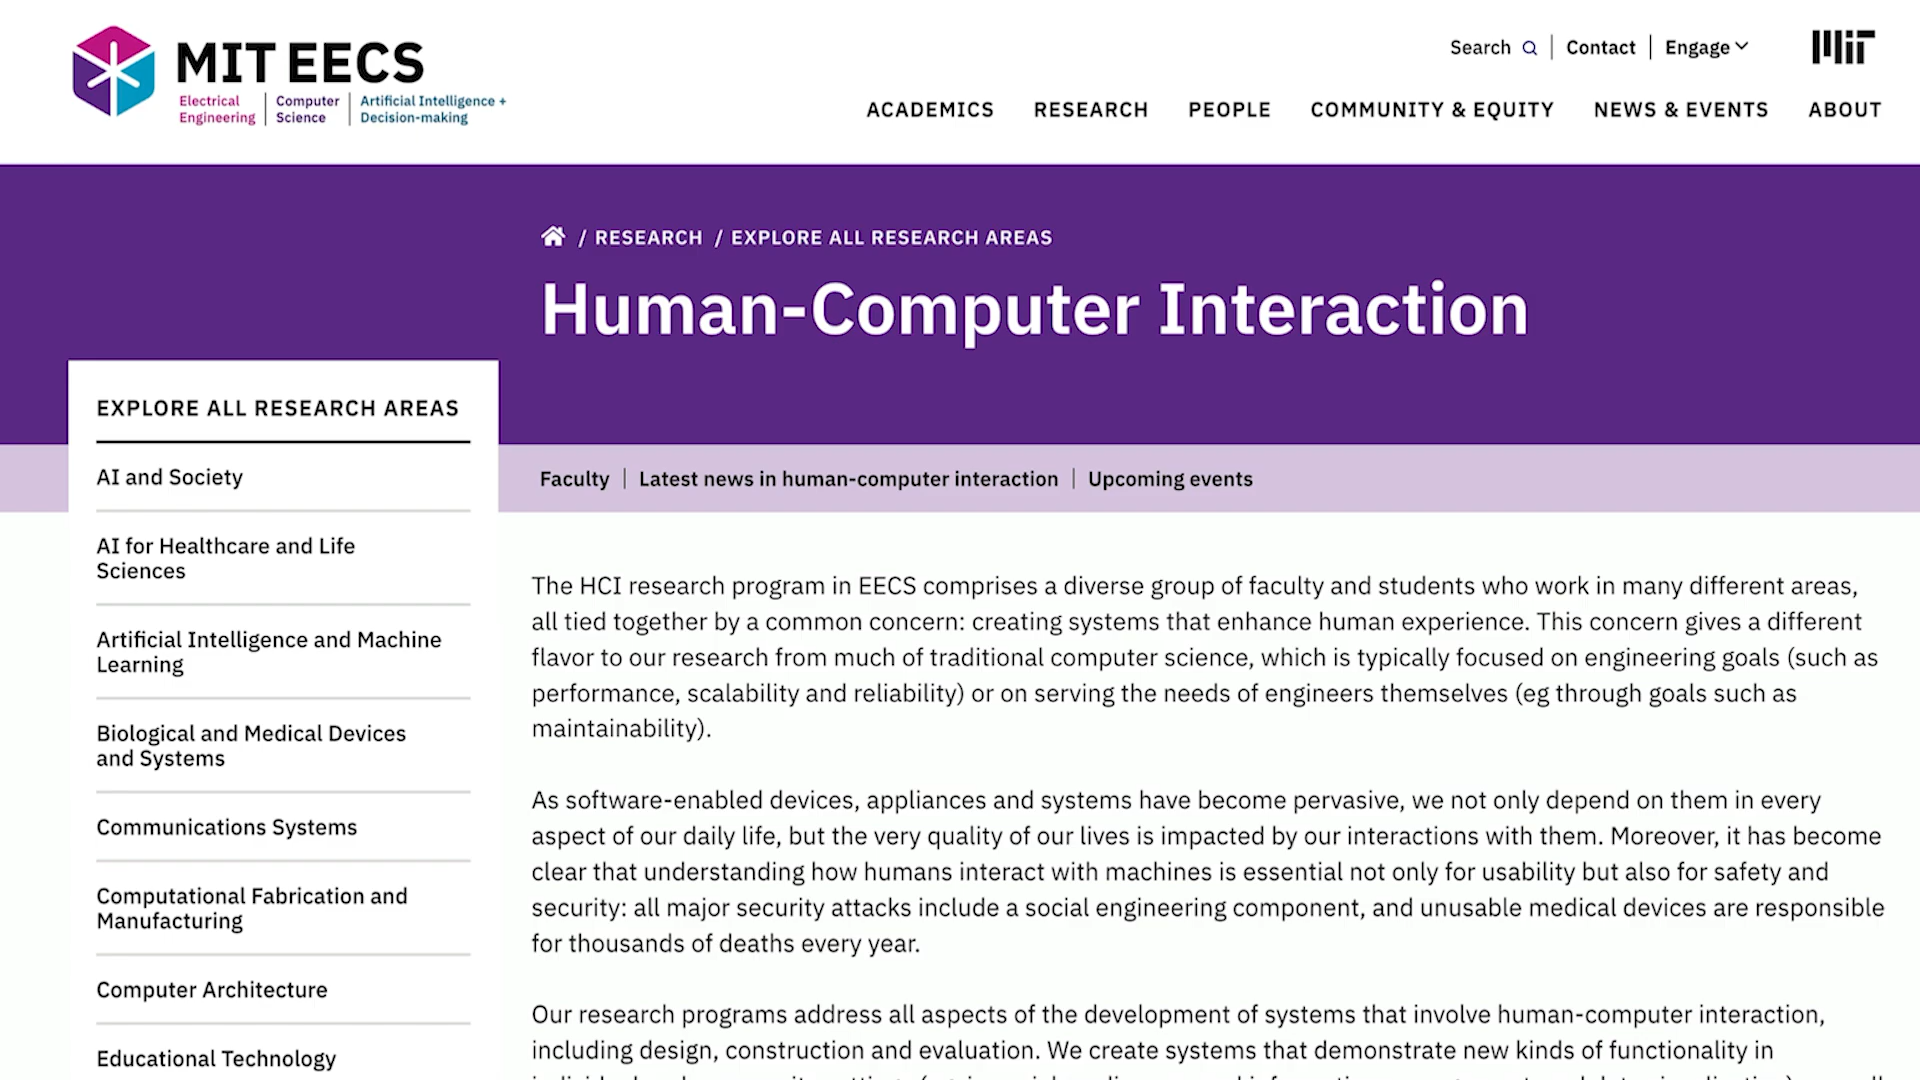 MIT EECS
Electrical Engineering
Computer Science
Artificial Intelligence + Decision-making
Search
Contact
Engage
MIT
ACADEMICS
RESEARCH
PEOPLE
COMMUNITY & EQUITY
NEWS & EVENTS
ABOUT
/ RESEARCH / EXPLORE ALL RESEARCH AREAS
Human-Computer Interaction
EXPLORE ALL RESEARCH AREAS
AI and Society
AI for Healthcare and Life
Sciences
Artificial Intelligence and Machine
Learning
Biological and Medical Devices
and Systems
Communications Systems
Computational Fabrication and
Manufacturing
Computer Architecture
Educational Technology
Faculty | Latest news in human-computer interaction | Upcoming events
The HCI research program in EECS comprises a diverse group of faculty and students who work in many different areas,
all tied together by a common concern: creating systems that enhance human experience. This concern gives a different
flavor to our research from much of traditional computer science, which is typically focused on engineering goals (such as
performance, scalability and reliability) or on serving the needs of engineers themselves (eg through goals such as
maintainability).
As software-enabled devices, appliances and systems have become pervasive, we not only depend on them in every
aspect of our daily life, but the very quality of our lives is impacted by our interactions with them. Moreover, it has become
clear that understanding how humans interact with machines is essential not only for usability but also for safety and
security: all major security attacks include a social engineering component, and unusable medical devices are responsible
for thousands of deaths every year.
Our research programs address all aspects of the development of systems that involve human-computer interaction,
including design, construction and evaluation. We create systems that demonstrate new kinds of functionality in